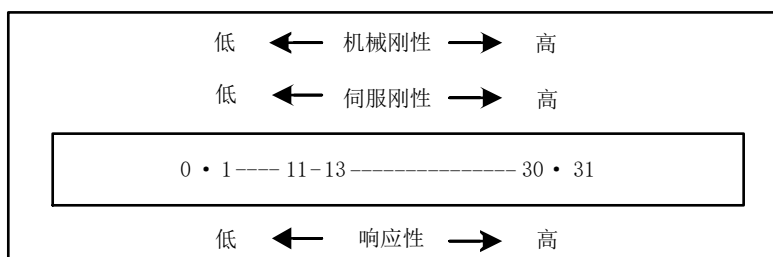 低 机械刚性 高
低 伺服刚性 高
0・1----11-13---------------30・31
低 响应性 高